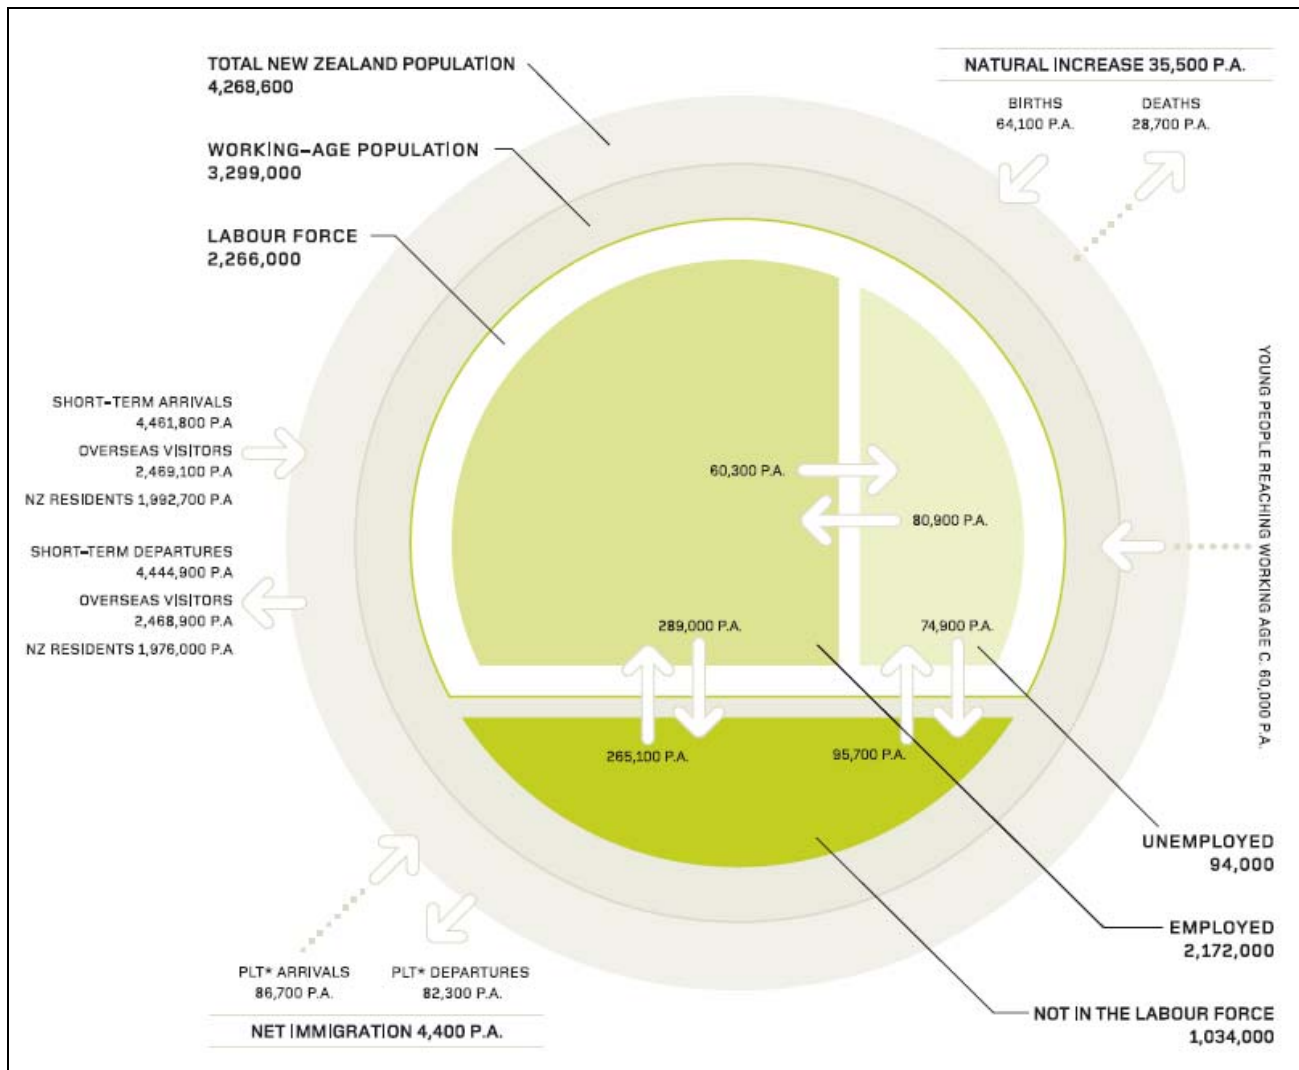 TOTAL NEW ZEALAND POPULATION
4,268,600
NATURAL INCREASE 35,500 P.A.
BIRTHS
64,100 P.A.
DEATHS
28,700 P.A.
WORKING-AGE POPULATION
3,299,000
LABOUR FORCE
2,266,000
SHORT-TERM ARRIVALS
4,461,800 P.A
OVERSEAS VISITORS
2,469,100 P.A
NZ RESIDENTS 1,992,700 P.A
SHORT-TERM DEPARTURES
4,444,900 P.A
OVERSEAS VISITORS
2,468,900 P.A
NZ RESIDENTS 1,976,000 P.A
60,300 P.A.
80,900 P.A.
289,000 P.A.
74,900 P.A.
265,100 P.A.
95,700 P.A.
YOUNG PEOPLE REACHING WORKING AGE C. 60,000 P.A.
UNEMPLOYED
94,000
EMPLOYED
2,172,000
NOT IN THE LABOUR FORCE
1,034,000
PLT* ARRIVALS
86,700 P.A.
PLT* DEPARTURES
82,300 P.A.
NET IMMIGRATION 4,400 P.A.